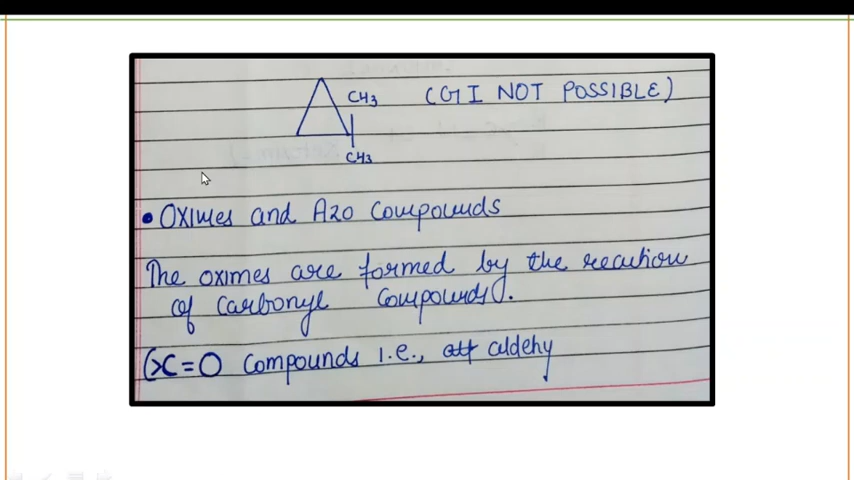 CH3 (GI NOT POSSIBLE)
CH3
• Oximes and Azo Compounds
The oximes are formed by the reaction
of carbonyl compounds.
(>C=O compounds i.e., aldehy